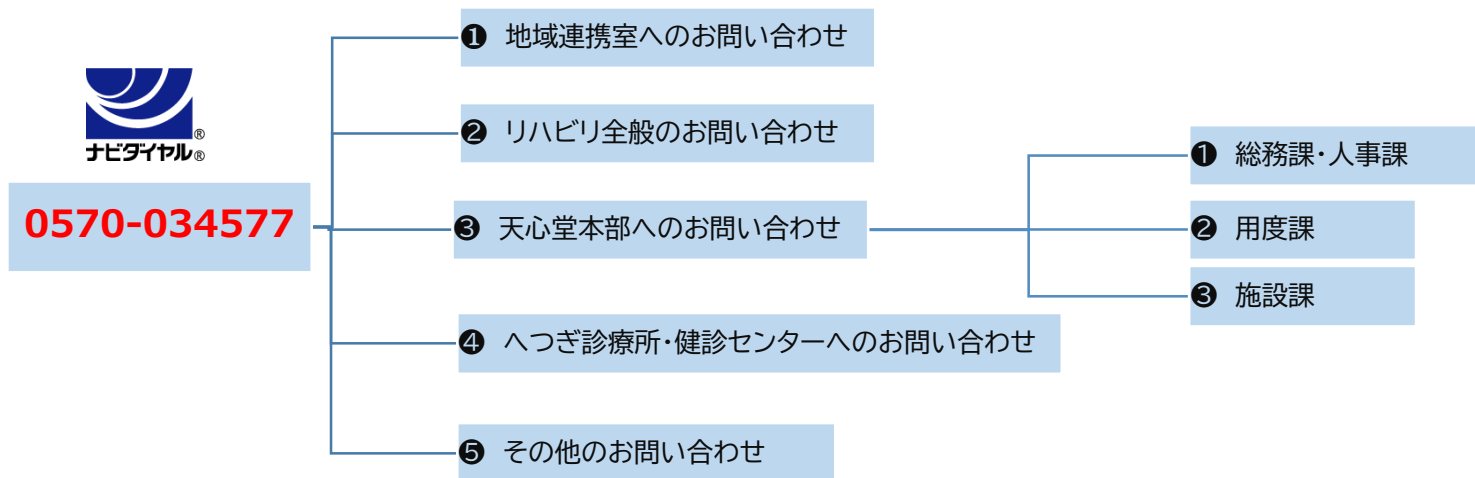 ナビダイヤル®
®
0570-034577
❶ 地域連携室へのお問い合わせ
❷ リハビリ全般のお問い合わせ
❸ 天心堂本部へのお問い合わせ
❹ へつぎ診療所・健診センターへのお問い合わせ
❺ その他のお問い合わせ
❶ 総務課・人事課
❷ 用度課
❸ 施設課